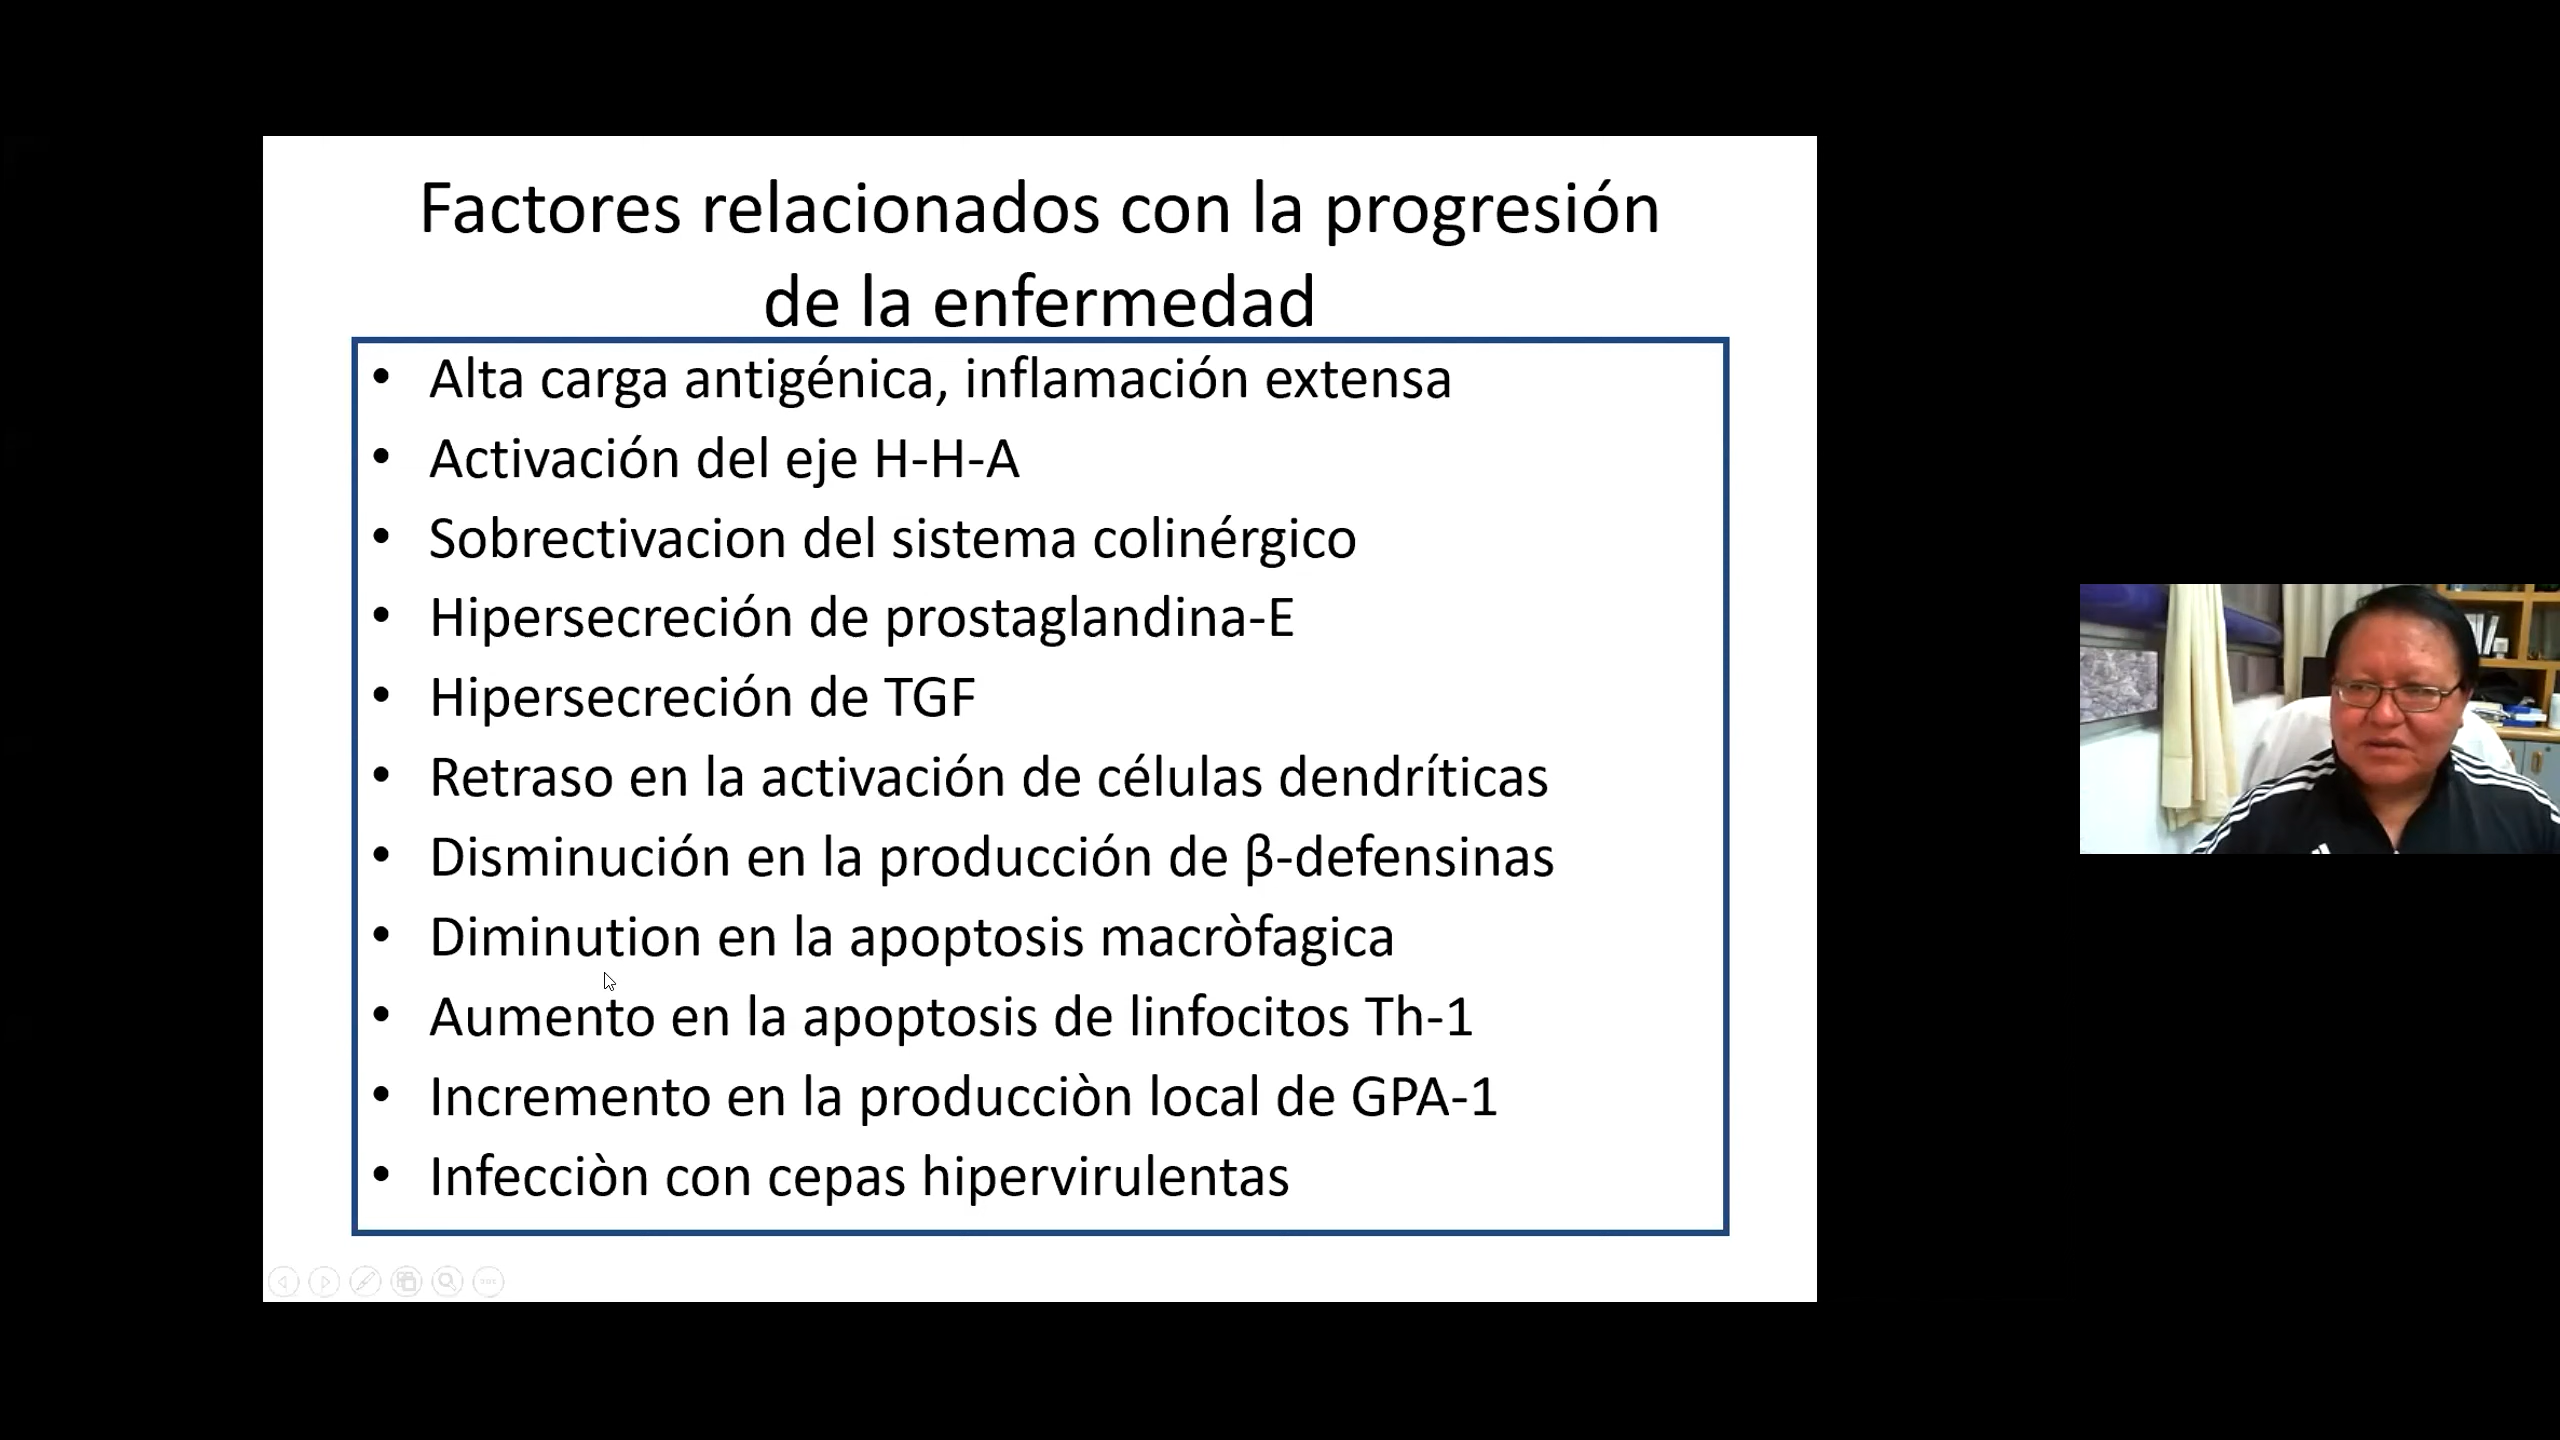 Factores relacionados con la progresión
de la enfermedad
• Alta carga antigénica, inflamación extensa
• Activación del eje H-H-A
• Sobrectivacion del sistema colinérgico
• Hipersecreción de prostaglandina-E
• Hipersecreción de TGF
• Retraso en la activación de células dendríticas
• Disminución en la producción de β-defensinas
• Diminution en la apoptosis macròfagica
• Aumento en la apoptosis de linfocitos Th-1
• Incremento en la producciòn local de GPA-1
• Infecciòn con cepas hipervirulentas